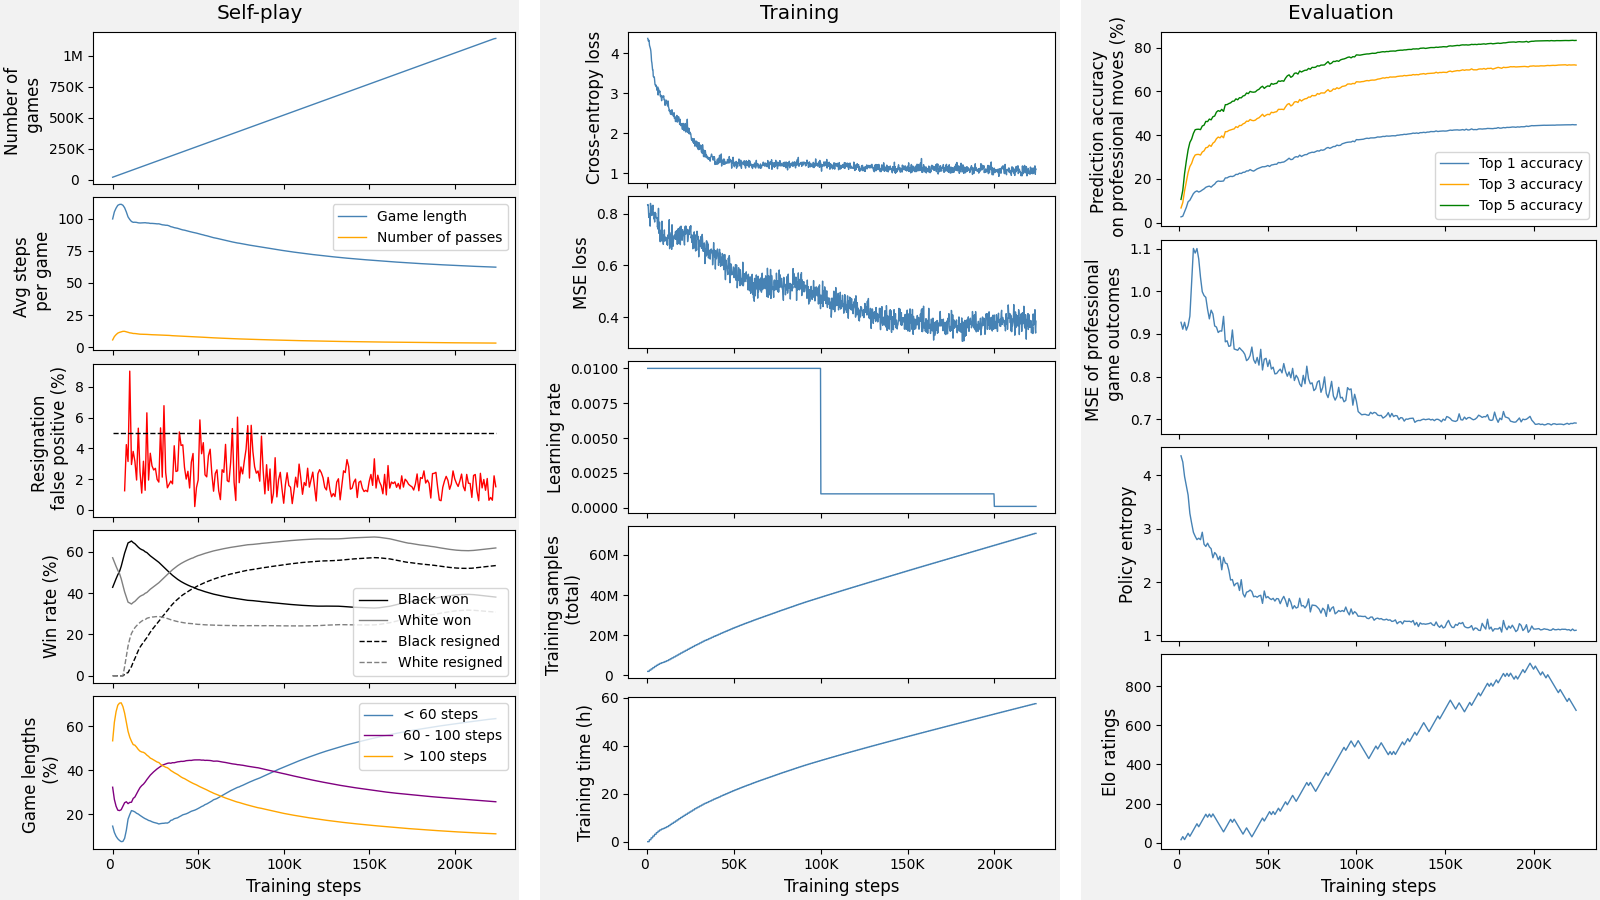 Self-play
Number of
games
1M
750K
500K
250K
0
Avg steps
per game
100
75
50
25
0
Game length
Number of passes
Resignation
false positive (%)
8
6
4
2
0
Win rate (%)
60
40
20
0
Black won
White won
Black resigned
White resigned
Game lengths
(%)
60
40
20
< 60 steps
60 - 100 steps
> 100 steps
0 50K 100K 150K 200K
Training steps
Training
Cross-entropy loss
4
3
2
1
MSE loss
0.8
0.6
0.4
Learning rate
0.0100
0.0075
0.0050
0.0025
0.0000
Training samples
(total)
60M
40M
20M
0
Training time (h)
60
40
20
0
0 50K 100K 150K 200K
Training steps
Evaluation
Prediction accuracy
on professional moves (%)
80
60
40
20
0
Top 1 accuracy
Top 3 accuracy
Top 5 accuracy
MSE of professional
game outcomes
1.1
1.0
0.9
0.8
0.7
Policy entropy
4
3
2
1
Elo ratings
800
600
400
200
0
0 50K 100K 150K 200K
Training steps